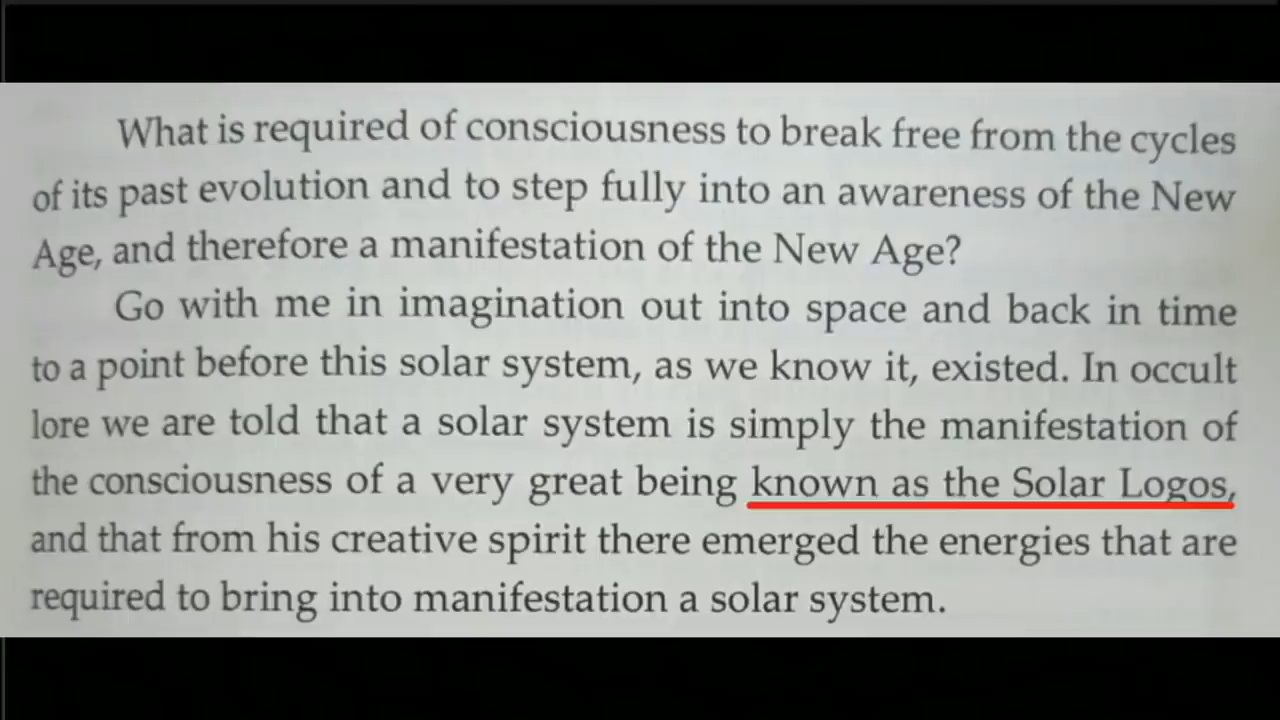 What is required of consciousness to break free from the cycles
of its past evolution and to step fully into an awareness of the New
Age, and therefore a manifestation of the New Age?
Go with me in imagination out into space and back in time
to a point before this solar system, as we know it, existed. In occult
lore we are told that a solar system is simply the manifestation of
the consciousness of a very great being known as the Solar Logos,
and that from his creative spirit there emerged the energies that are
required to bring into manifestation a solar system.